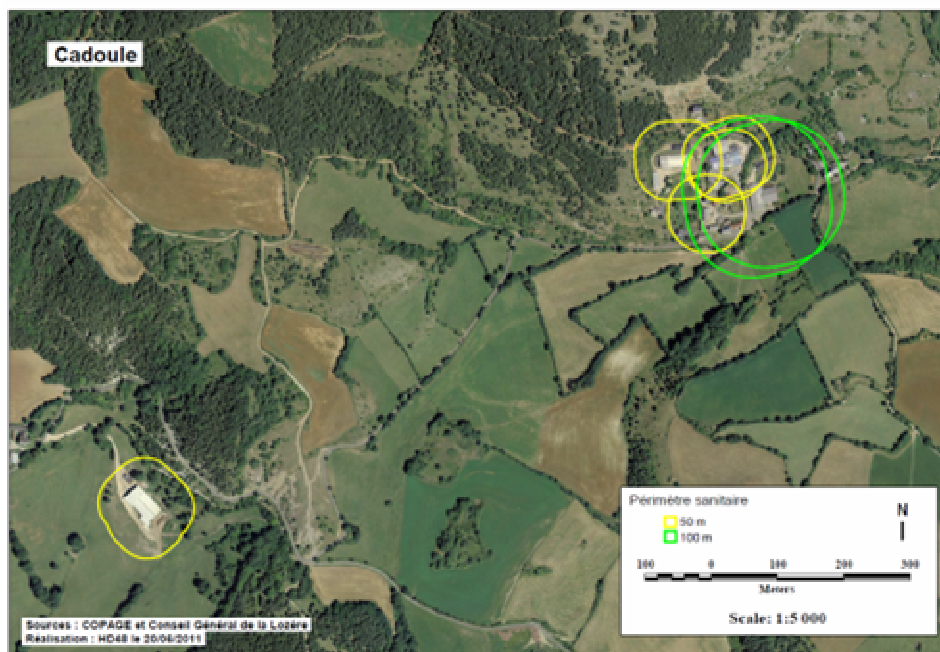 Cadoule
Périmètre sanitaire
50 m
100 m
N
100 0 100 200 300
Meters
Scale: 1:5 000
Sources : COPAGE et Conseil Général de la Lozère
Réalisation : HD48 le 20/06/2011